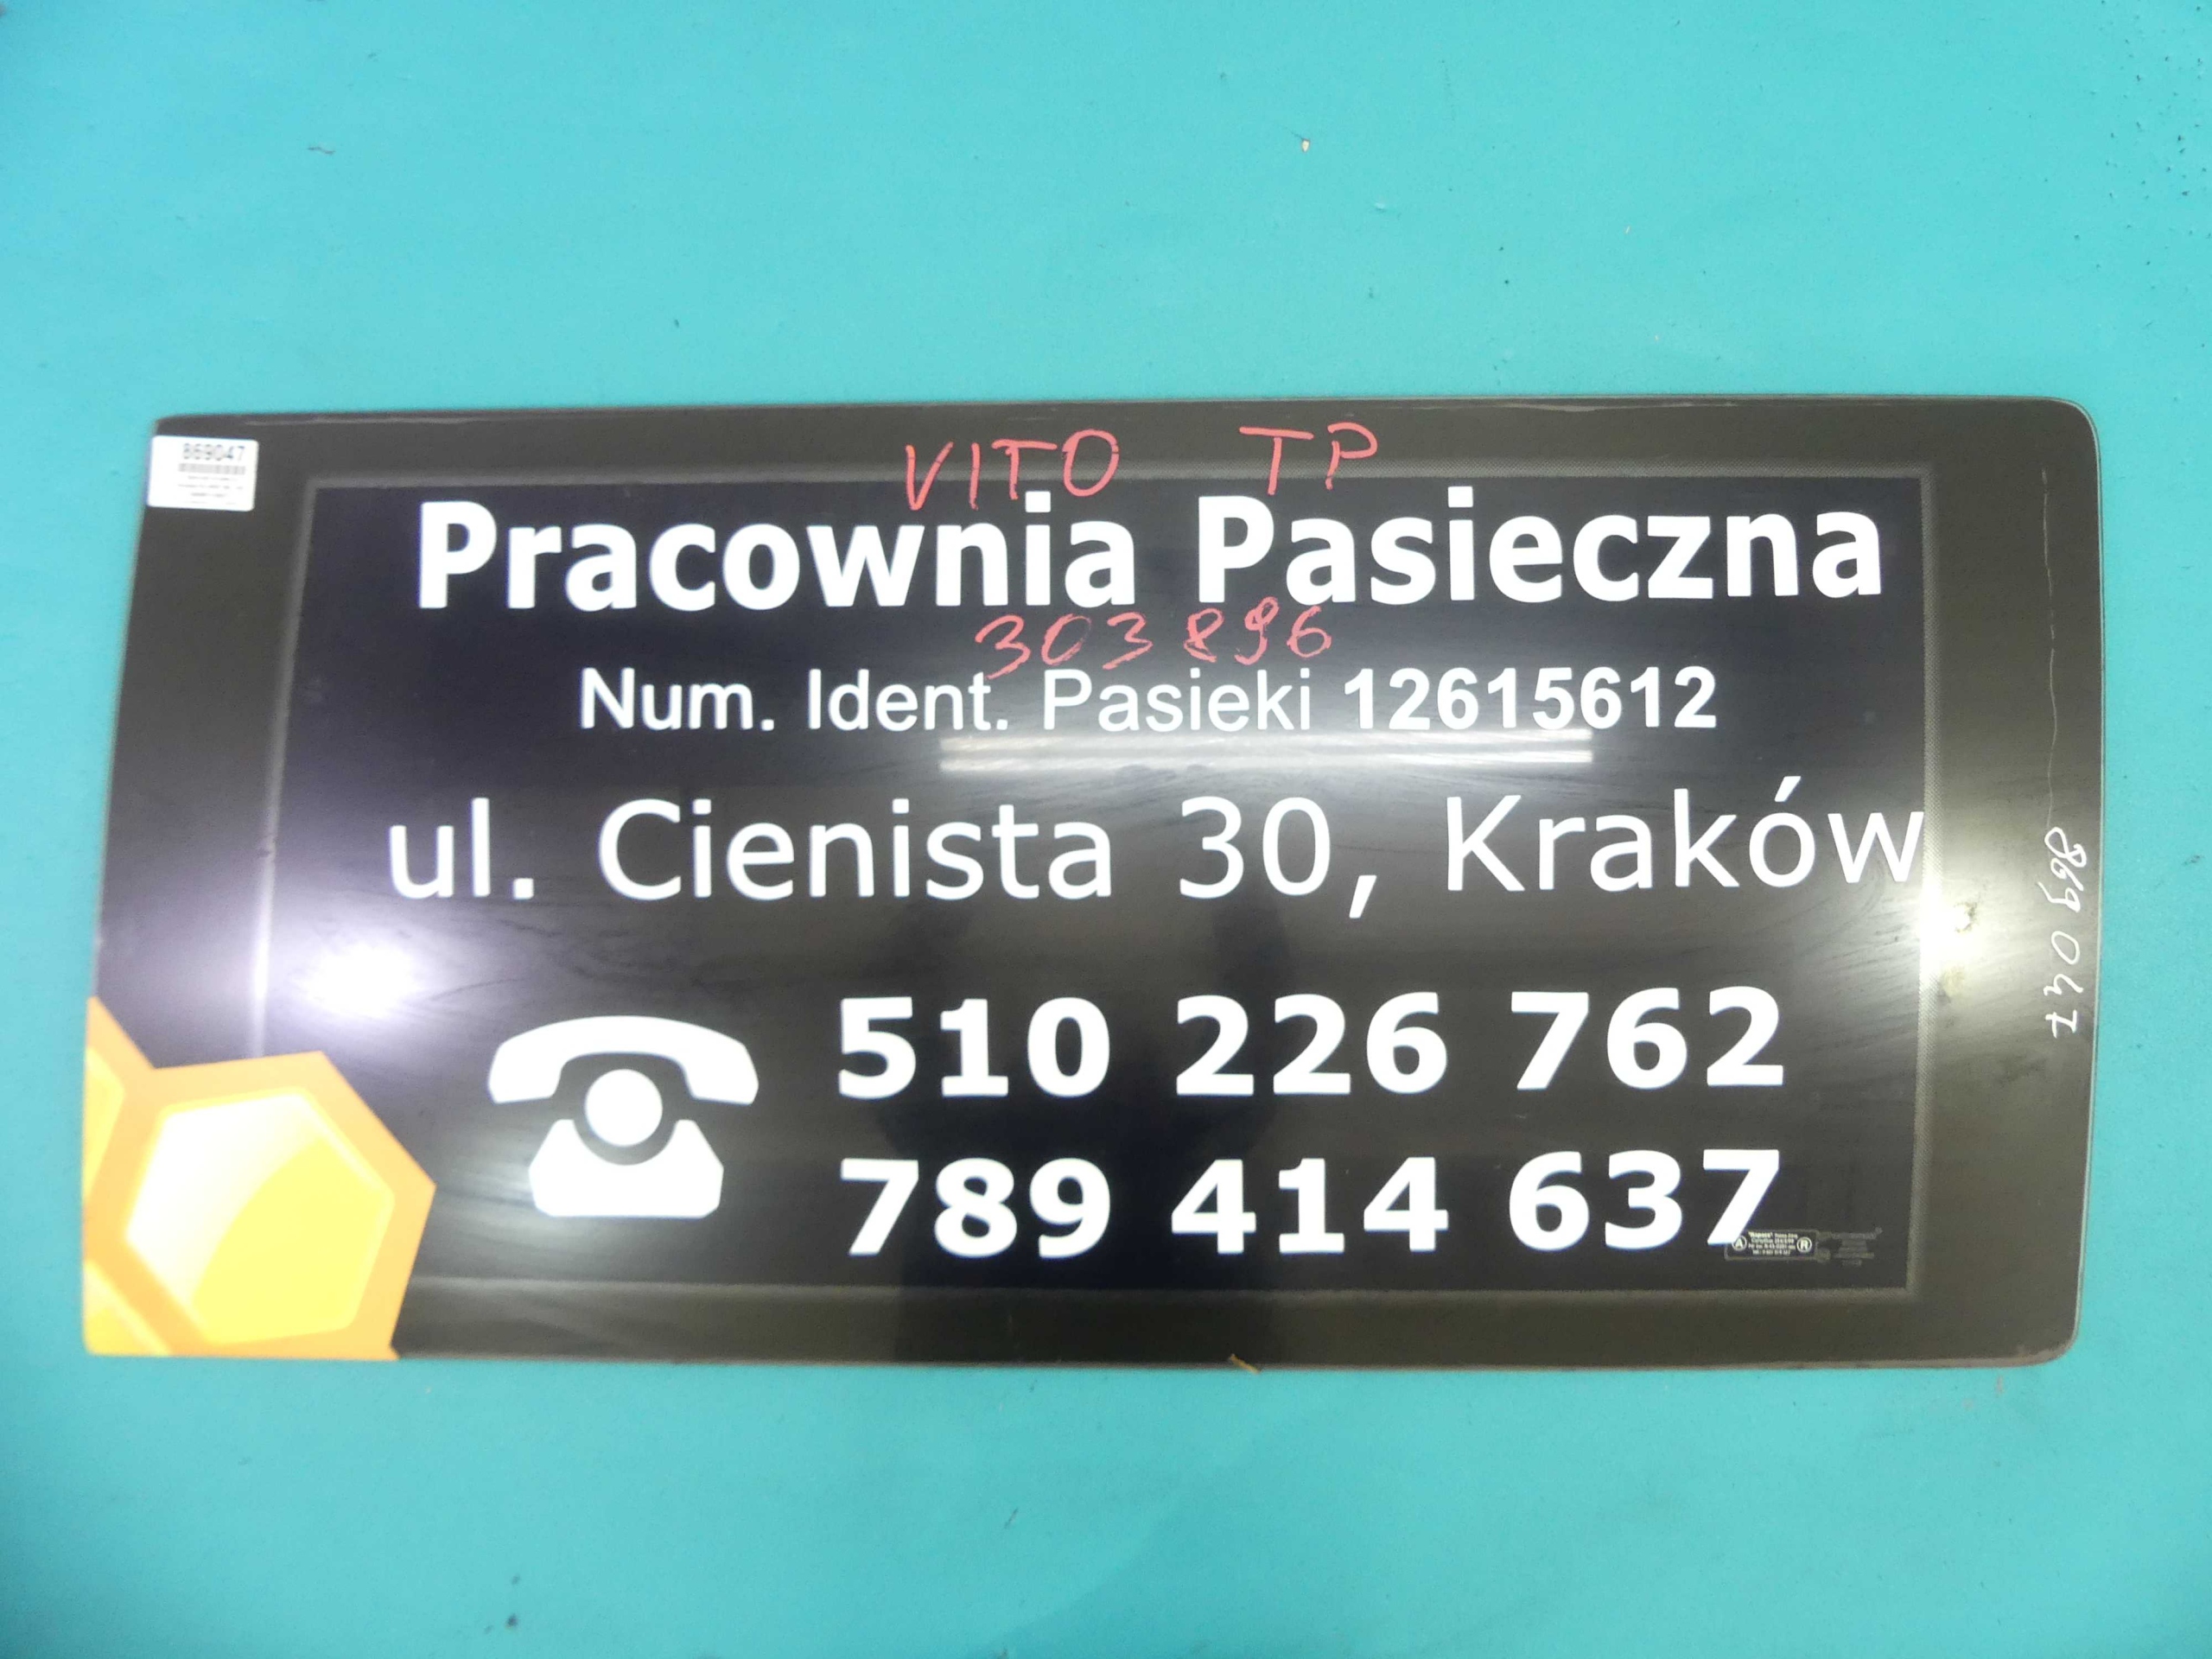 869047
VITO TP
Pracownia Pasieczna
303896
Num. Ident. Pasieki 12615612
ul. Cienista 30, Kraków
869047
510 226 762
789 414 637
A
R